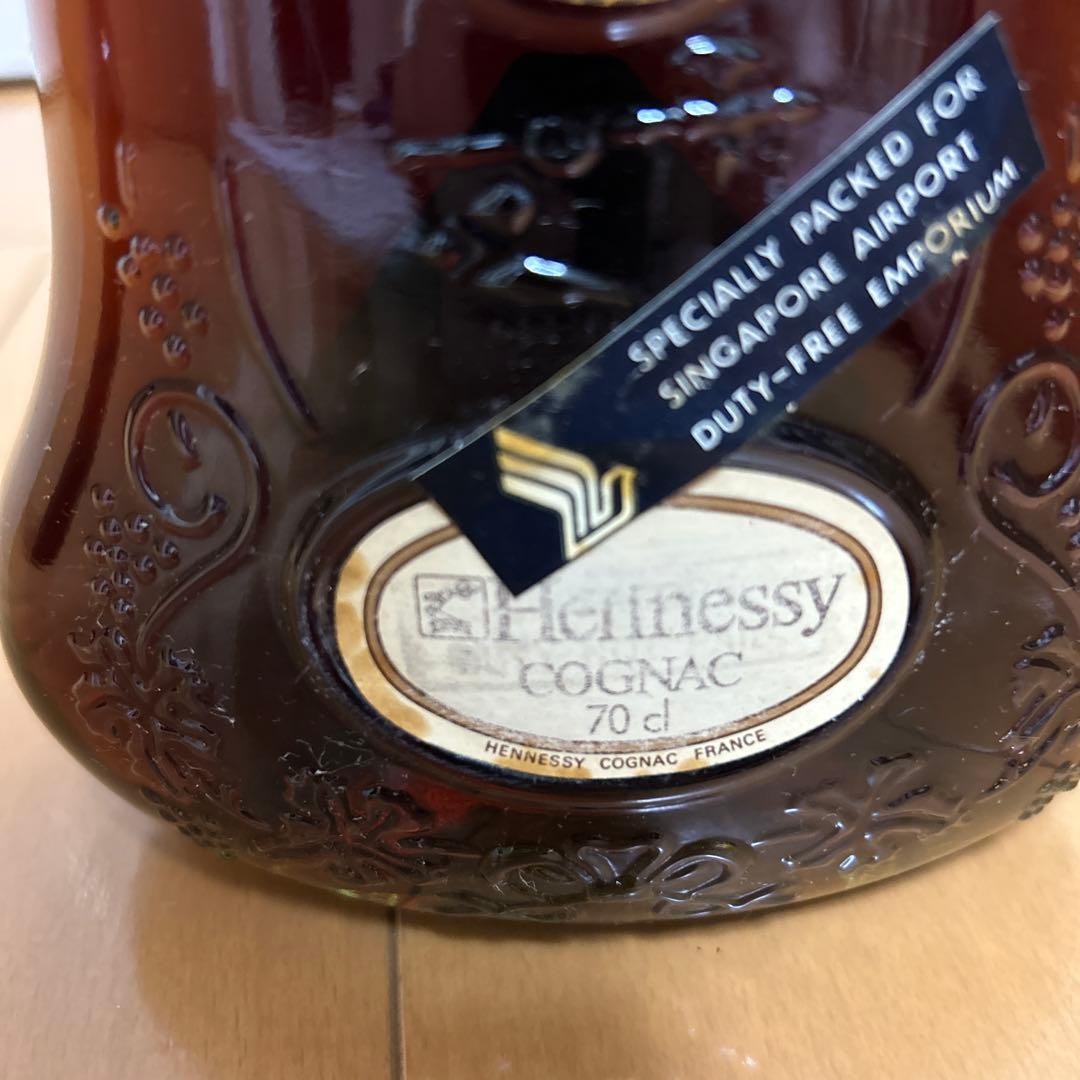 SPECIALLY PACKED FOR
SINGAPORE AIRPORT
DUTY-FREE EMPORIUM
Hennessy
COGNAC
70 cl
HENNESSY COGNAC FRANCE